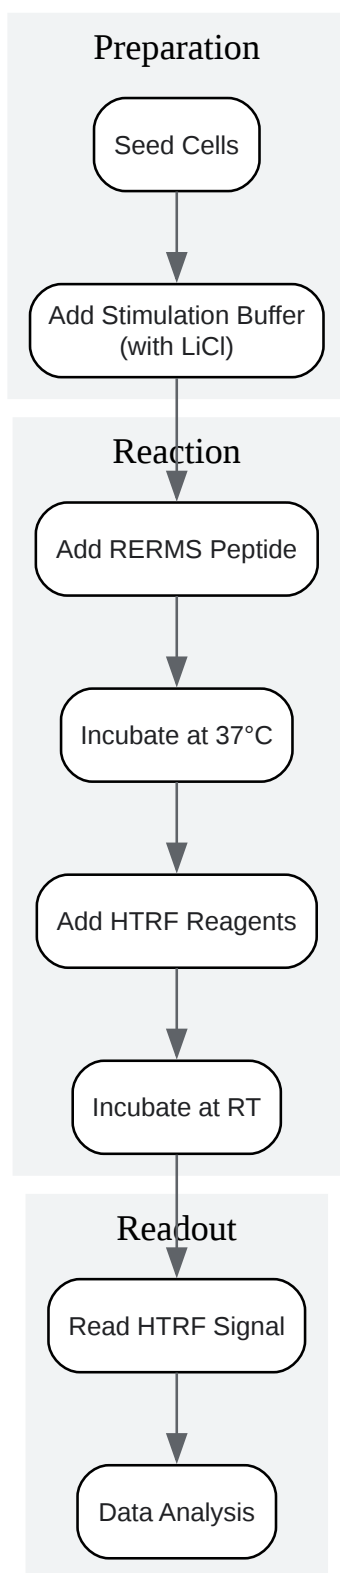 Preparation
Seed Cells
Add Stimulation Buffer
(with LiCl)
Reaction
Add RERMS Peptide
Incubate at 37°C
Add HTRF Reagents
Incubate at RT
Readout
Read HTRF Signal
Data Analysis